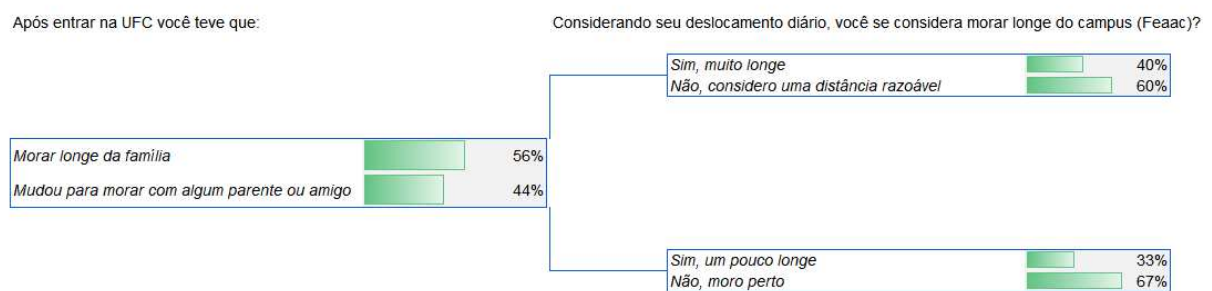 Após entrar na UFC você teve que:
Considerando seu deslocamento diário, você se considera morar longe do campus (Feaac)?
Sim, muito longe 40%
Não, considero uma distância razoável 60%
Morar longe da família 56%
Mudou para morar com algum parente ou amigo 44%
Sim, um pouco longe 33%
Não, moro perto 67%